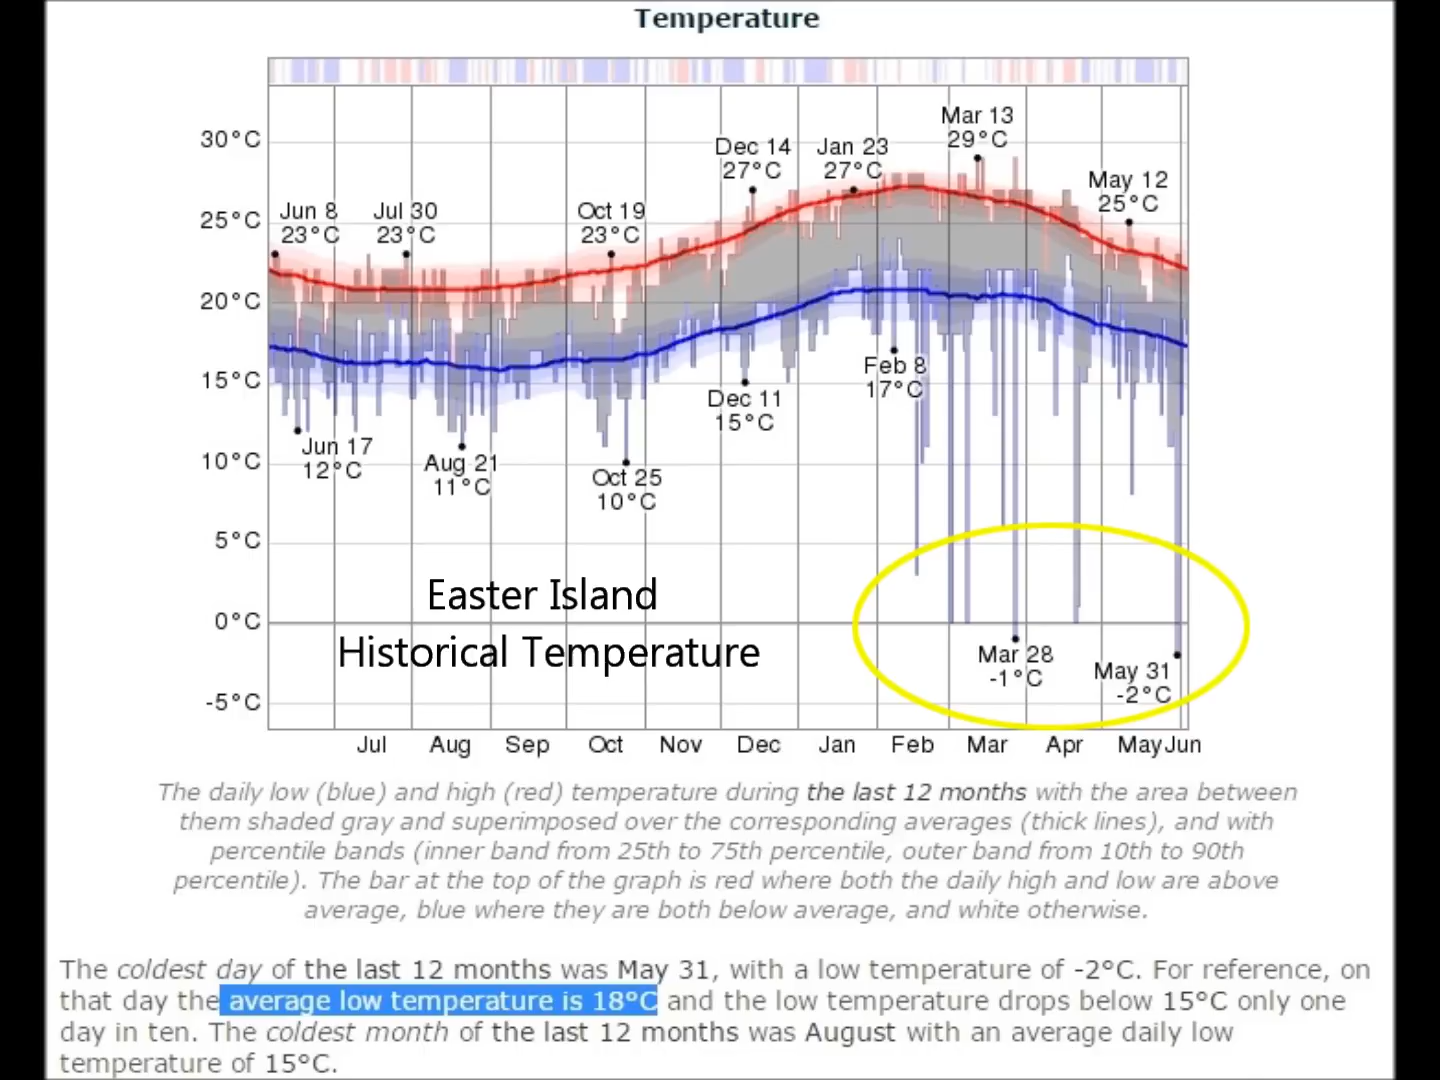 Temperature
30°C
25°C
20°C
15°C
10°C
5°C
0°C
-5°C
Jun 8
23°C
Jul 30
23°C
Oct 19
23°C
Dec 14
27°C
Jan 23
27°C
Mar 13
29°C
May 12
25°C
Jun 17
12°C
Aug 21
11°C
Oct 25
10°C
Dec 11
15°C
Feb 8
17°C
Mar 28
-1°C
May 31
-2°C
Easter Island
Historical Temperature
Jul Aug Sep Oct Nov Dec Jan Feb Mar Apr May Jun
The daily low (blue) and high (red) temperature during the last 12 months with the area between
them shaded gray and superimposed over the corresponding averages (thick lines), and with
percentile bands (inner band from 25th to 75th percentile, outer band from 10th to 90th
percentile). The bar at the top of the graph is red where both the daily high and low are above
average, blue where they are both below average, and white otherwise.
The coldest day of the last 12 months was May 31, with a low temperature of -2°C. For reference, on
that day the average low temperature is 18°C and the low temperature drops below 15°C only one
day in ten. The coldest month of the last 12 months was August with an average daily low
temperature of 15°C.